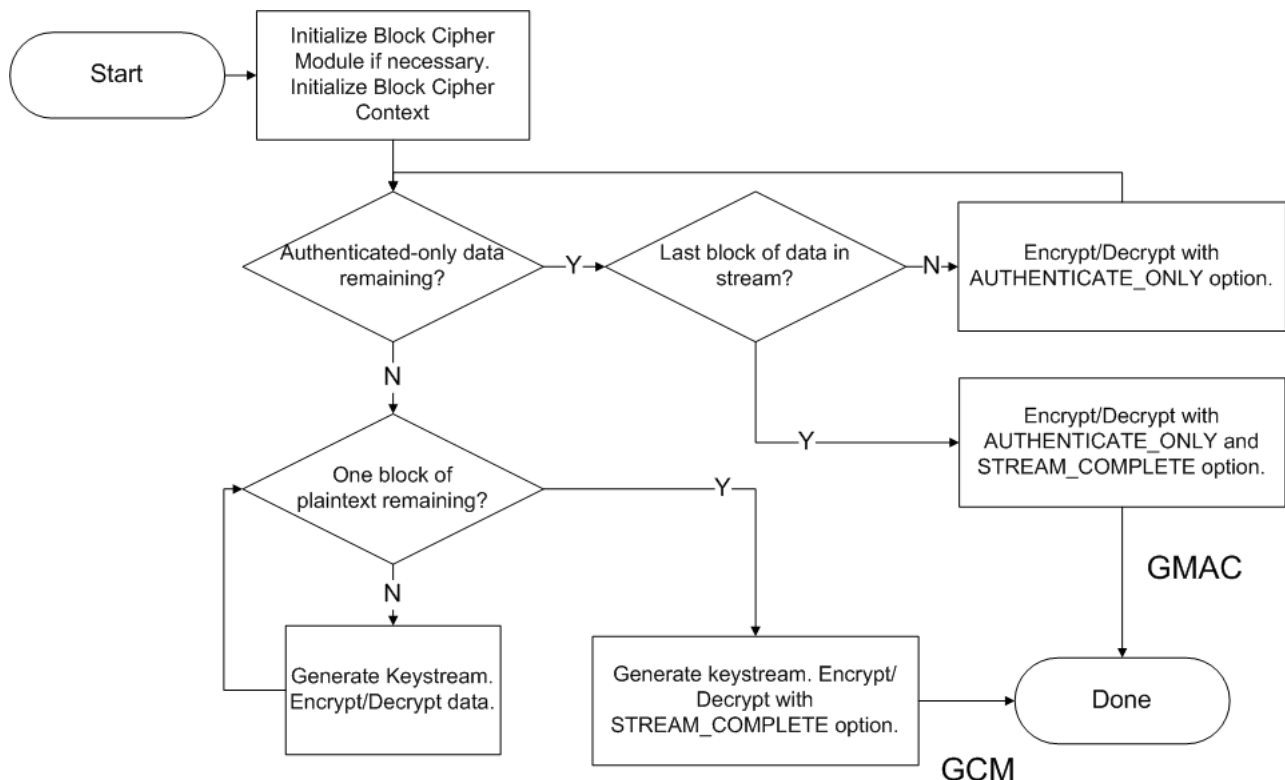 Start
Initialize Block Cipher
Module if necessary.
Initialize Block Cipher
Context
Authenticated-only data
remaining?
Y
Last block of data in
stream?
N
Encrypt/Decrypt with
AUTHENTICATE_ONLY option.
N
Y
Encrypt/Decrypt with
AUTHENTICATE_ONLY and
STREAM_COMPLETE option.
One block of
plaintext remaining?
Y
N
GMAC
Generate Keystream.
Encrypt/Decrypt data.
Generate keystream. Encrypt/
Decrypt with
STREAM_COMPLETE option.
Done
GCM